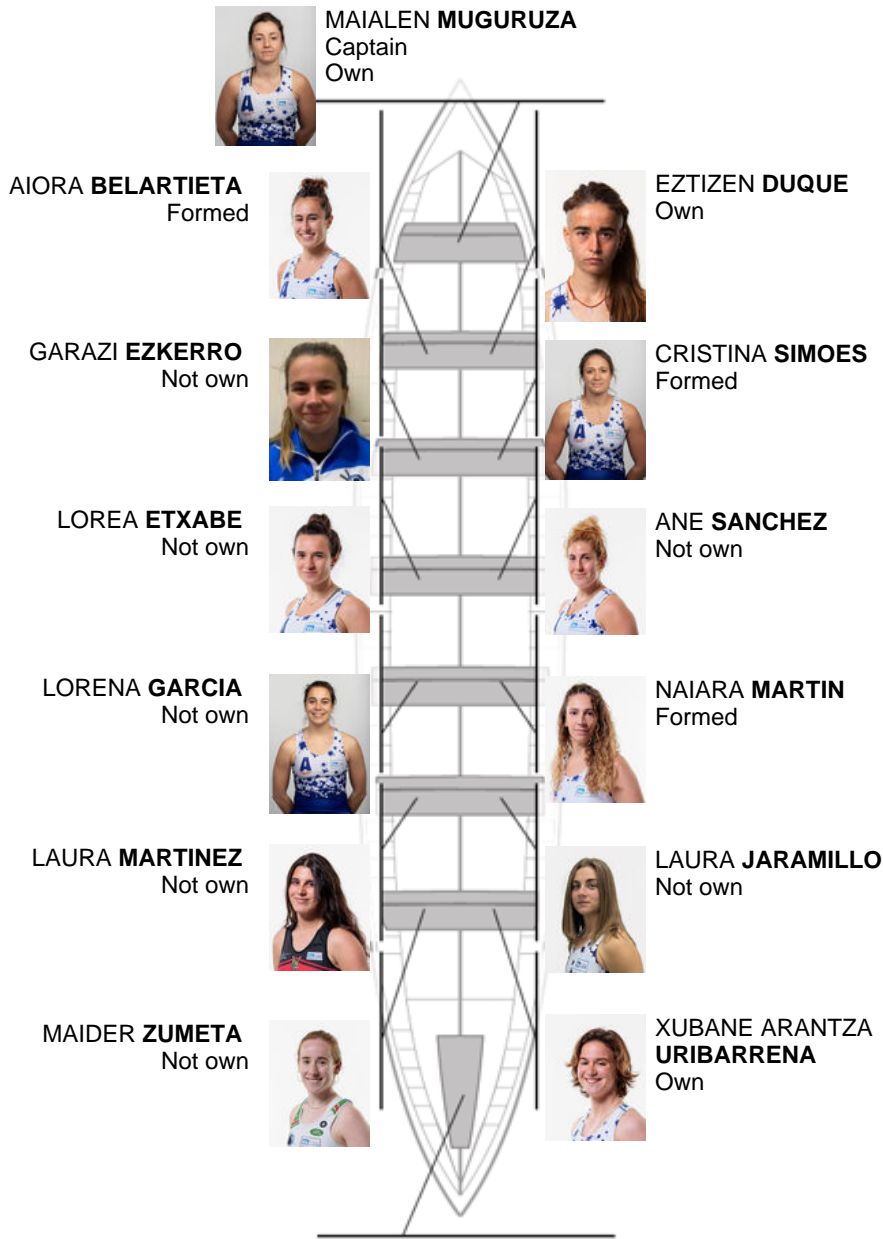 MAIALEN MUGURUZA
Captain
Own
AIORA BELARTIETA
Formed
EZTIZEN DUQUE
Own
GARAZI EZKERRO
Not own
CRISTINA SIMOES
Formed
LOREA ETXABE
Not own
ANE SANCHEZ
Not own
LORENA GARCIA
Not own
NAIARA MARTIN
Formed
LAURA MARTINEZ
Not own
LAURA JARAMILLO
Not own
MAIDER ZUMETA
Not own
XUBANE ARANTZA
URIBARRENA
Own